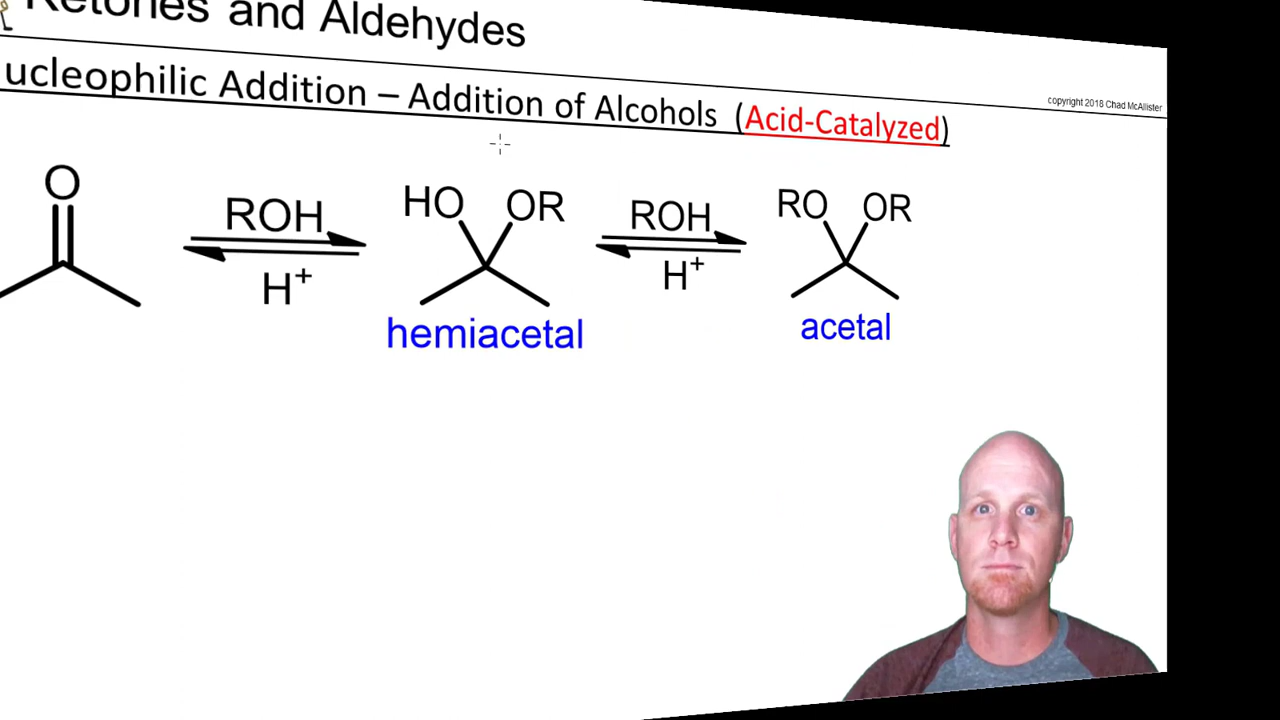 Ketones and Aldehydes
ucleophilic Addition – Addition of Alcohols (Acid-Catalyzed)
copyright 2018 Chad McAllister
O
ROH
H+
HO OR
hemiacetal
ROH
H+
RO OR
acetal